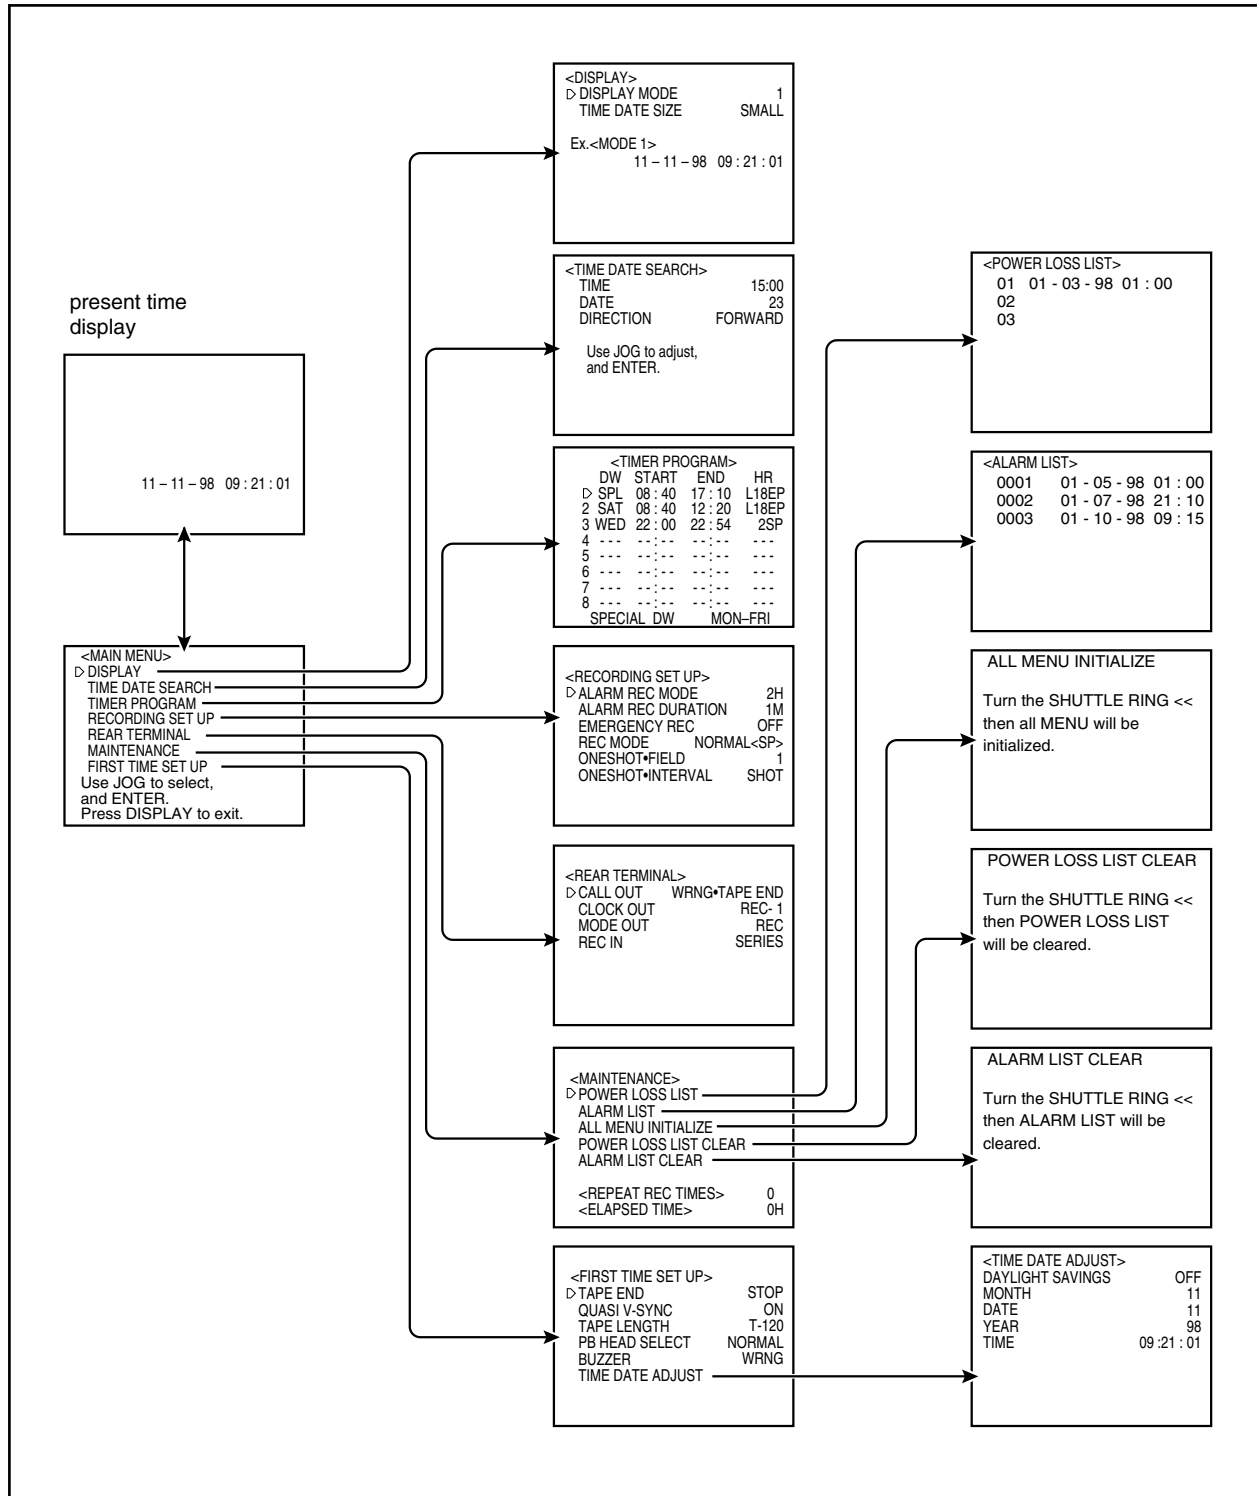 present time
display
11 – 11 – 98 09 : 21 : 01
<MAIN MENU>
DISPLAY
TIME DATE SEARCH
TIMER PROGRAM
RECORDING SET UP
REAR TERMINAL
MAINTENANCE
FIRST TIME SET UP
Use JOG to select,
and ENTER.
Press DISPLAY to exit.
<DISPLAY>
DISPLAY MODE 1
TIME DATE SIZE SMALL
Ex.<MODE 1>
11 – 11 – 98 09 : 21 : 01
<TIME DATE SEARCH>
TIME 15:00
DATE 23
DIRECTION FORWARD
Use JOG to adjust,
and ENTER.
<TIMER PROGRAM>
DW START END HR
SPL 08 : 40 17 : 10 L18EP
2 SAT 08 : 40 12 : 20 L18EP
3 WED 22 : 00 22 : 54 2SP
4 - - - - - : - - - - : - - - - -
5 - - - - - : - - - - : - - - - -
6 - - - - - : - - - - : - - - - -
7 - - - - - : - - - - : - - - - -
8 - - - - - : - - - - : - - - - -
SPECIAL DW MON–FRI
<RECORDING SET UP>
ALARM REC MODE 2H
ALARM REC DURATION 1M
EMERGENCY REC OFF
REC MODE NORMAL<SP>
ONESHOT•FIELD 1
ONESHOT•INTERVAL SHOT
<REAR TERMINAL>
CALL OUT WRNG•TAPE END
CLOCK OUT REC- 1
MODE OUT REC
REC IN SERIES
<MAINTENANCE>
POWER LOSS LIST
ALARM LIST
ALL MENU INITIALIZE
POWER LOSS LIST CLEAR
ALARM LIST CLEAR
<REPEAT REC TIMES> 0
<ELAPSED TIME> 0H
<FIRST TIME SET UP>
TAPE END STOP
QUASI V-SYNC ON
TAPE LENGTH T-120
PB HEAD SELECT NORMAL
BUZZER WRNG
TIME DATE ADJUST
<POWER LOSS LIST>
01 01 - 03 - 98 01 : 00
02
03
<ALARM LIST>
0001 01 - 05 - 98 01 : 00
0002 01 - 07 - 98 21 : 10
0003 01 - 10 - 98 09 : 15
ALL MENU INITIALIZE
Turn the SHUTTLE RING <<
then all MENU will be
initialized.
POWER LOSS LIST CLEAR
Turn the SHUTTLE RING <<
then POWER LOSS LIST
will be cleared.
ALARM LIST CLEAR
Turn the SHUTTLE RING <<
then ALARM LIST will be
cleared.
<TIME DATE ADJUST>
DAYLIGHT SAVINGS OFF
MONTH 11
DATE 11
YEAR 98
TIME 09 :21 : 01